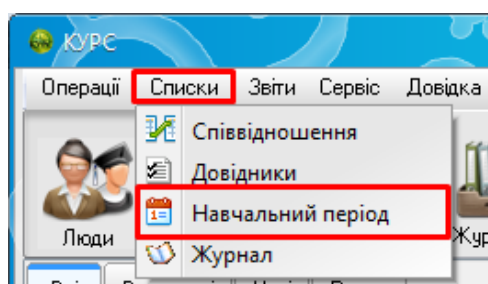 КУРС
Операції Списки Звіти Сервіс Довідка
Співвідношення
Довідники
Навчальний період
Журнал
Люди